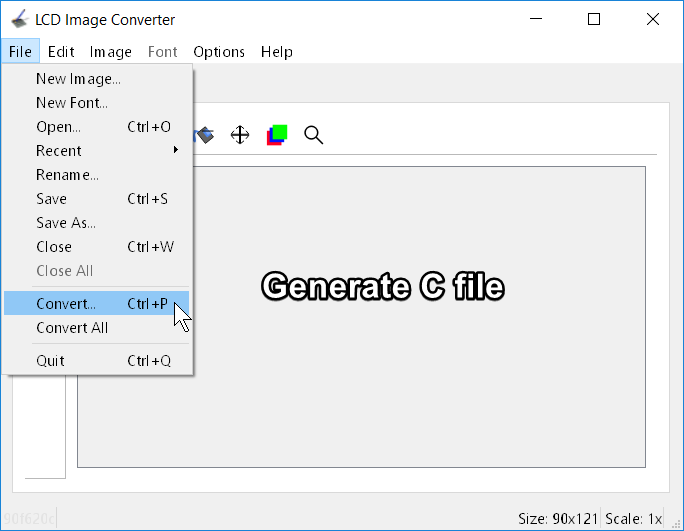 LCD Image Converter
File Edit Image Font Options Help
New Image...
New Font...
Open... Ctrl+O
Recent
Rename...
Save Ctrl+S
Save As...
Close Ctrl+W
Close All
Convert... Ctrl+P
Convert All
Quit Ctrl+Q
Generate C file
90f620c Size: 90x121 Scale: 1x